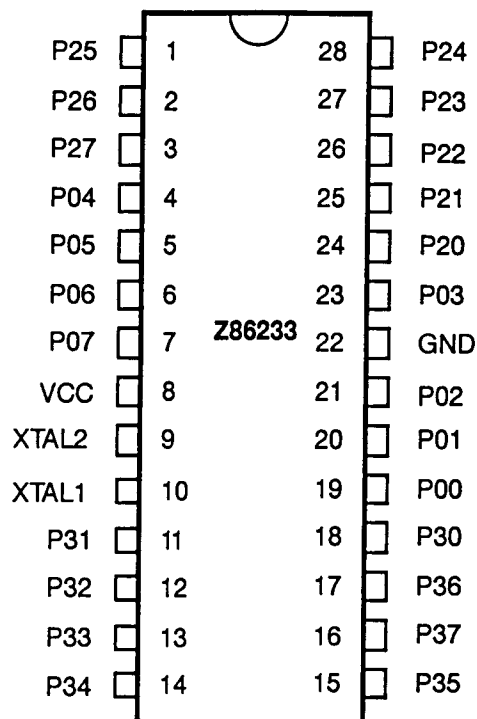 P25 1 28 P24
P26 2 27 P23
P27 3 26 P22
P04 4 25 P21
P05 5 24 P20
P06 6 23 P03
P07 7 Z86233 22 GND
VCC 8 21 P02
XTAL2 9 20 P01
XTAL1 10 19 P00
P31 11 18 P30
P32 12 17 P36
P33 13 16 P37
P34 14 15 P35